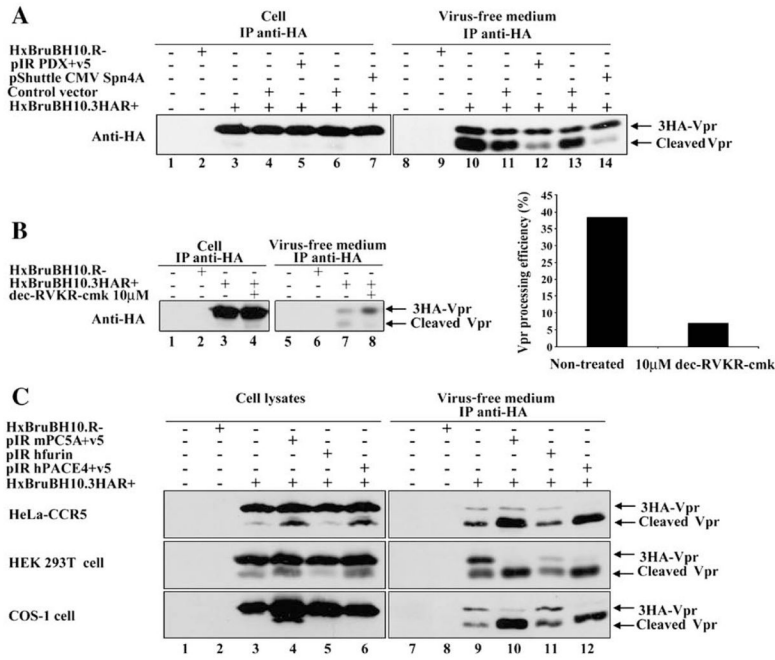 A
Cell
IP anti-HA
Virus-free medium
IP anti-HA
HxBruBH10.R- - + - - - - - - + - - - - -
pIR PDX+v5 - - - - + - - - - - - + - -
pShuttle CMV Spn4A - - - - - - + - - - - - - +
Control vector - - - + - + - - - - + - + -
HxBruBH10.3HAR+ - - + + + + + - - + + + + +
Anti-HA
3HA-Vpr
Cleaved Vpr
1 2 3 4 5 6 7 8 9 10 11 12 13 14
B
Cell
IP anti-HA
Virus-free medium
IP anti-HA
HxBruBH10.R- - + - - - + - -
HxBruBH10.3HAR+ - - + + - - + +
dec-RVKR-cmk 10μM - - - + - - - +
Anti-HA
3HA-Vpr
Cleaved Vpr
1 2 3 4 5 6 7 8
Vpr processing efficiency (%)
45
40
35
30
25
20
15
10
5
0
Non-treated
10μM dec-RVKR-cmk
C
Cell lysates
Virus-free medium
IP anti-HA
HxBruBH10.R- - + - - - - - + - - - -
pIR mPC5A+v5 - - - + - - - - - + - -
pIR hfurin - - - - + - - - - - + -
pIR hPACE4+v5 - - - - - + - - - - - +
HxBruBH10.3HAR+ - - + + + + - - + + + +
HeLa-CCR5
3HA-Vpr
Cleaved Vpr
HEK 293T cell
3HA-Vpr
Cleaved Vpr
COS-1 cell
3HA-Vpr
Cleaved Vpr
1 2 3 4 5 6 7 8 9 10 11 12